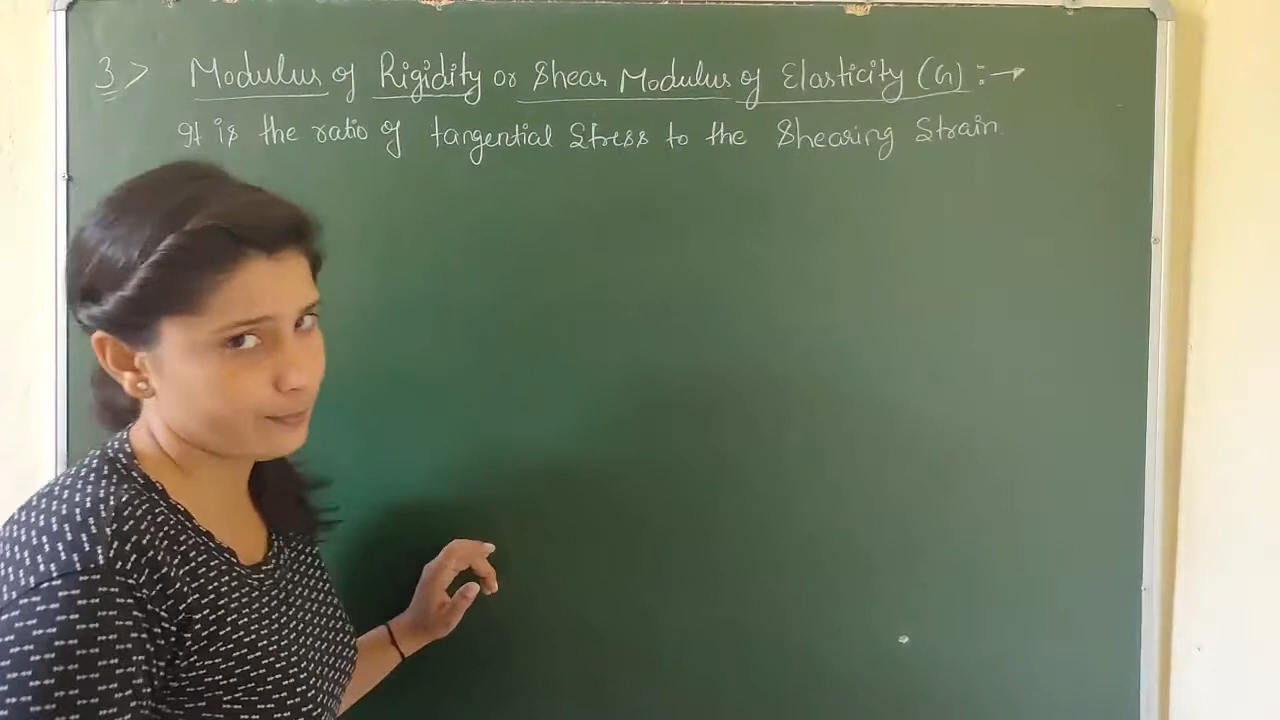 3> Modulus of Rigidity or Shear Modulus of Elasticity (G) :→
It is the ratio of tangential Stress to the Shearing Strain